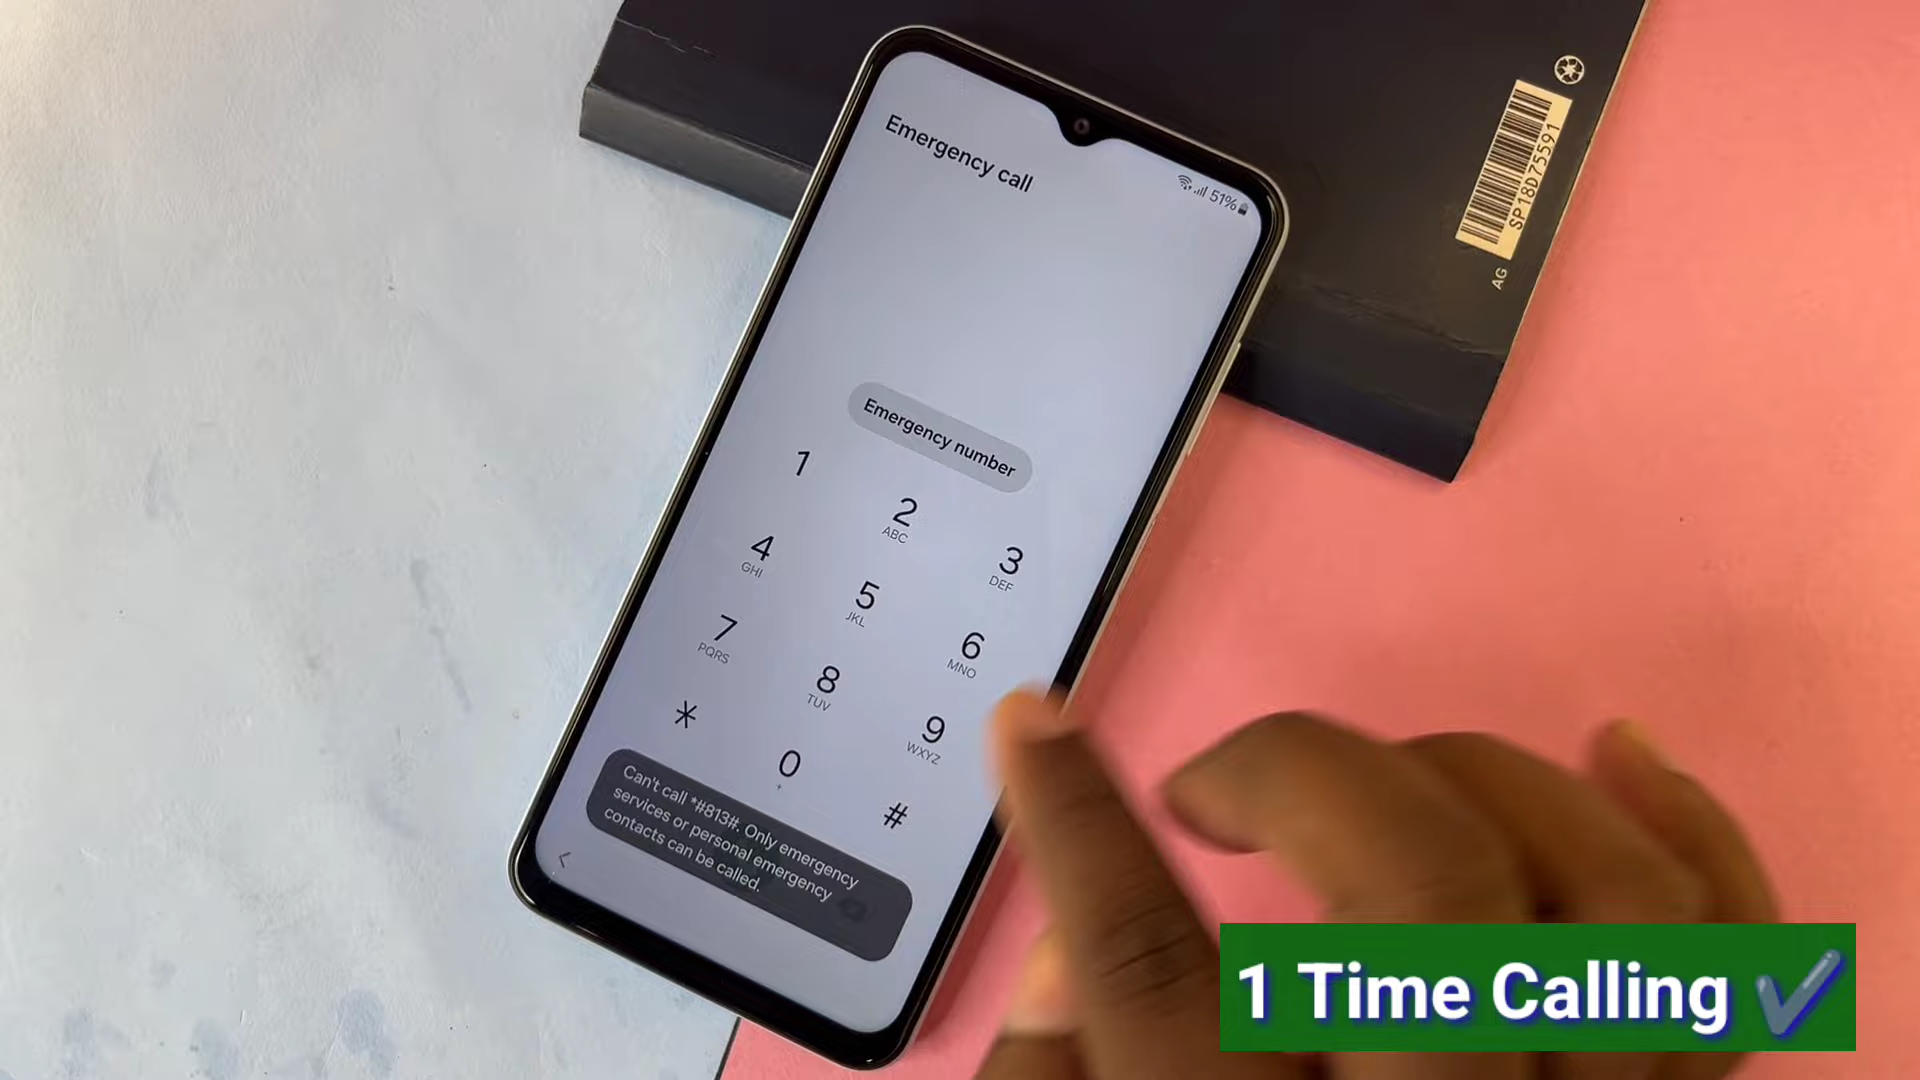 Emergency call
51%
Emergency number
1
2
ABC
3
DEF
4
GHI
5
JKL
6
MNO
7
PQRS
8
TUV
9
WXYZ
*
0
+
#
Can't call *#813#. Only emergency
services or personal emergency
contacts can be called.
SP18D75591
AG
1 Time Calling ✔